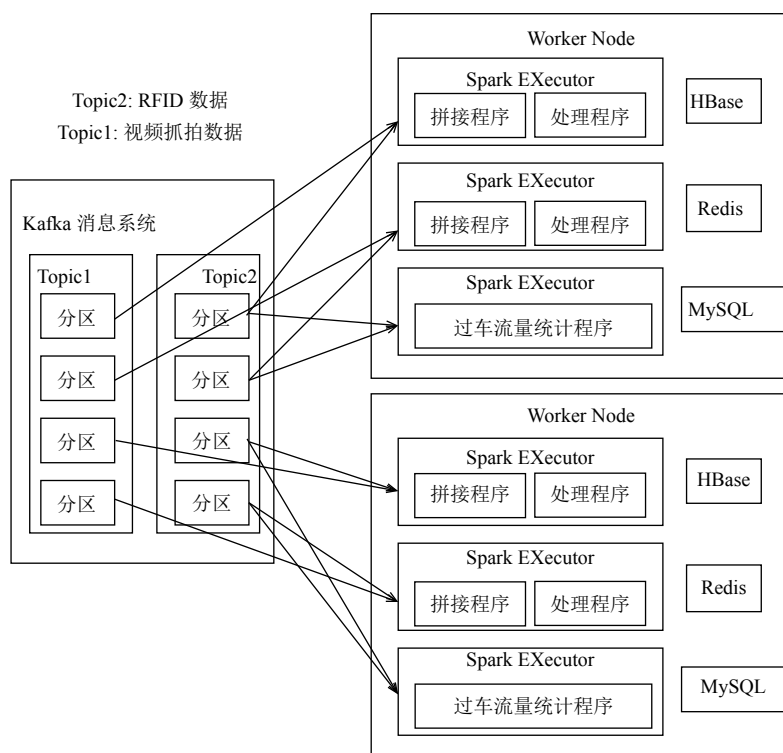 Topic2: RFID 数据
Topic1: 视频抓拍数据
Kafka 消息系统
Topic1
分区
分区
分区
分区
Topic2
分区
分区
分区
分区
Worker Node
Spark EXecutor
拼接程序
处理程序
HBase
Spark EXecutor
拼接程序
处理程序
Redis
Spark EXecutor
过车流量统计程序
MySQL
Worker Node
Spark EXecutor
拼接程序
处理程序
HBase
Spark EXecutor
拼接程序
处理程序
Redis
Spark EXecutor
过车流量统计程序
MySQL